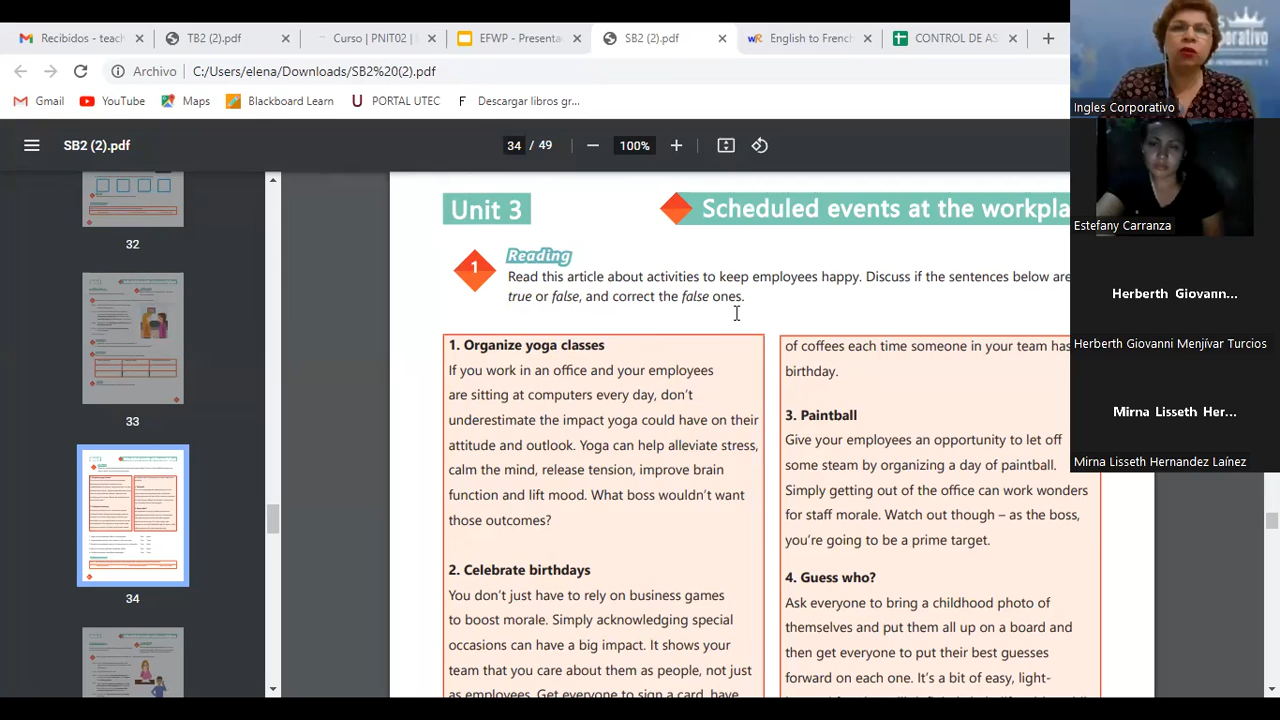 Recibidos - teach
TB2 (2).pdf
Curso | PNIT02 | M
EFWP - Presenta
SB2 (2).pdf
English to French
CONTROL DE AS
Archivo
C:/Users/elena/Downloads/SB2%20(2).pdf
Gmail
YouTube
Maps
Blackboard Learn
PORTAL UTEC
Descargar libros gr...
SB2 (2).pdf
34 / 49
100%
32
33
34
Unit 3
Scheduled events at the workpla
1
Reading
Read this article about activities to keep employees happy. Discuss if the sentences below are
true or false, and correct the false ones.
1. Organize yoga classes
If you work in an office and your employees
are sitting at computers every day, don't
underestimate the impact yoga could have on their
attitude and outlook. Yoga can help alleviate stress,
calm the mind, release tension, improve brain
function and lift mood. What boss wouldn't want
those outcomes?
2. Celebrate birthdays
You don't just have to rely on business games
to boost morale. Simply acknowledging special
occasions can have a big impact. It shows your
team that you care about them as people, not just
as employees. Get everyone to sign a card, have
of coffees each time someone in your team has
birthday.
3. Paintball
Give your employees an opportunity to let off
some steam by organizing a day of paintball.
Simply getting out of the office can work wonders
for staff morale. Watch out though – as the boss,
you're going to be a prime target.
4. Guess who?
Ask everyone to bring a childhood photo of
themselves and put them all up on a board and
then get everyone to put their best guesses
forward on each one. It's a bit of easy, light-
Ingles Corporativo
Estefany Carranza
Herberth Giovann...
Herberth Giovanni Menjívar Turcios
Mirna Lisseth Her...
Mirna Lisseth Hernandez Laínez